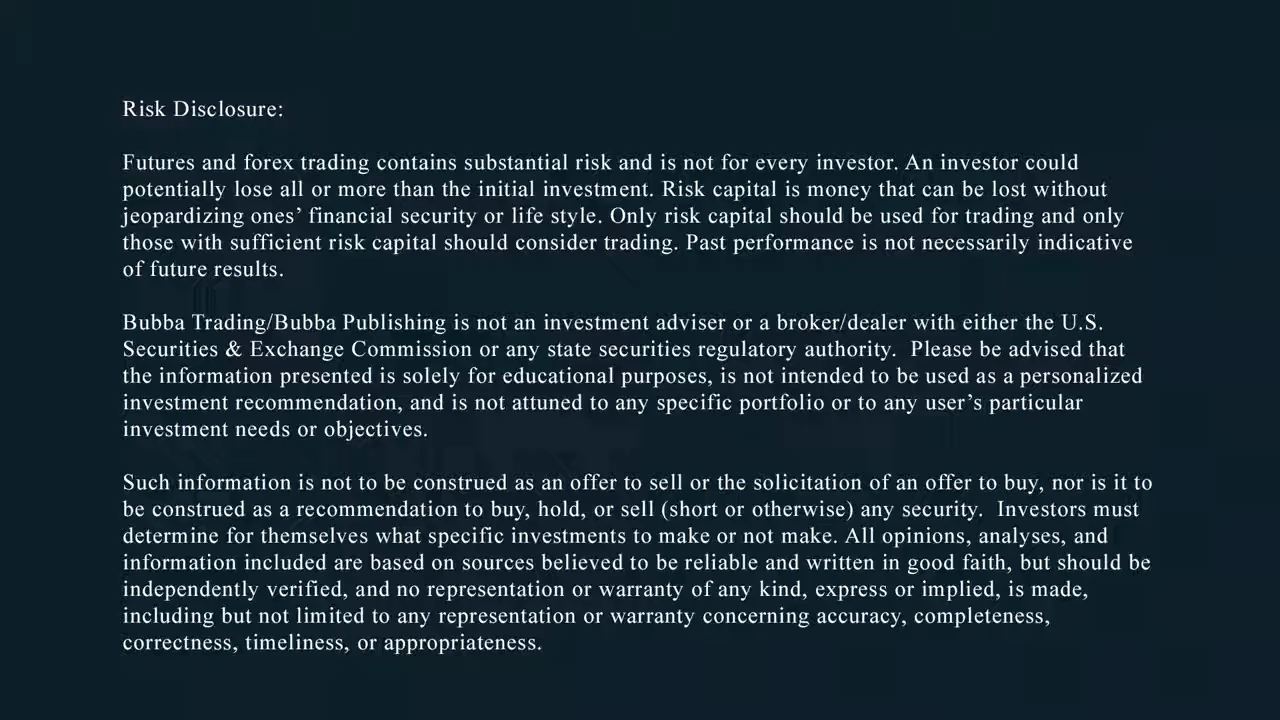 Risk Disclosure:
Futures and forex trading contains substantial risk and is not for every investor. An investor could
potentially lose all or more than the initial investment. Risk capital is money that can be lost without
jeopardizing ones’ financial security or life style. Only risk capital should be used for trading and only
those with sufficient risk capital should consider trading. Past performance is not necessarily indicative
of future results.
Bubba Trading/Bubba Publishing is not an investment adviser or a broker/dealer with either the U.S.
Securities & Exchange Commission or any state securities regulatory authority.  Please be advised that
the information presented is solely for educational purposes, is not intended to be used as a personalized
investment recommendation, and is not attuned to any specific portfolio or to any user’s particular
investment needs or objectives.
Such information is not to be construed as an offer to sell or the solicitation of an offer to buy, nor is it to
be construed as a recommendation to buy, hold, or sell (short or otherwise) any security.  Investors must
determine for themselves what specific investments to make or not make. All opinions, analyses, and
information included are based on sources believed to be reliable and written in good faith, but should be
independently verified, and no representation or warranty of any kind, express or implied, is made,
including but not limited to any representation or warranty concerning accuracy, completeness,
correctness, timeliness, or appropriateness.